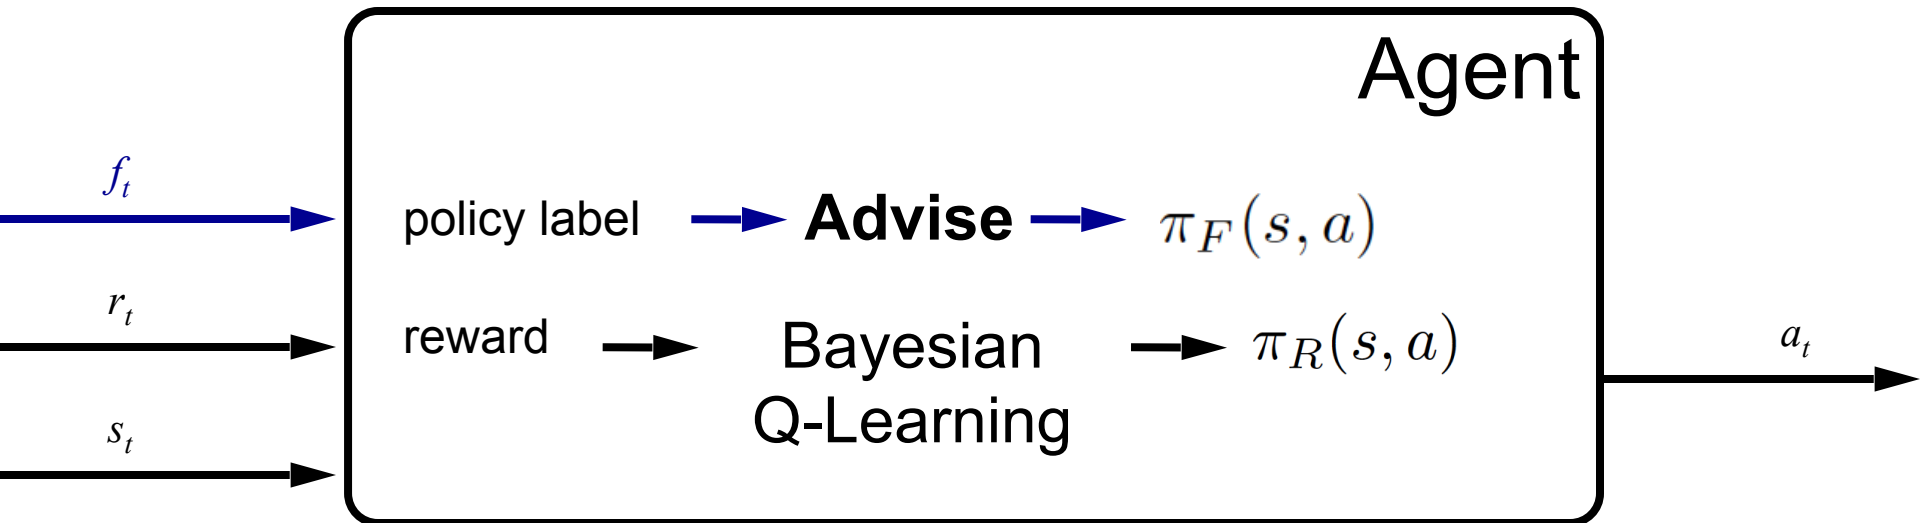 Agent
f_t
policy label
Advise
π_F(s, a)
r_t
reward
Bayesian
Q-Learning
π_R(s, a)
a_t
s_t